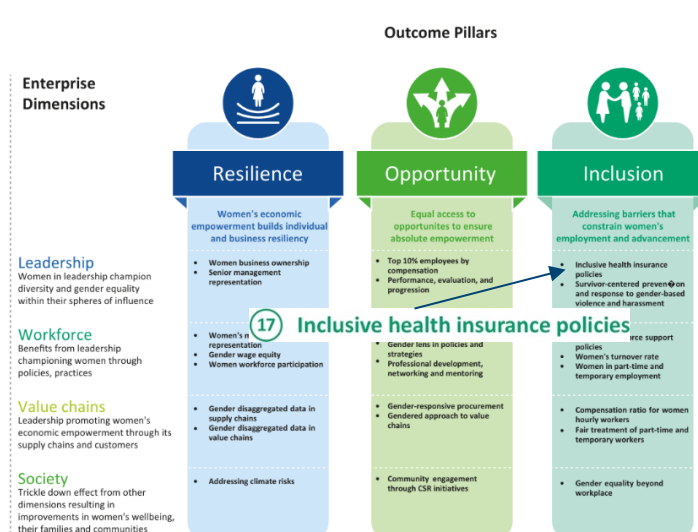 Outcome Pillars
Enterprise
Dimensions
Resilience
Opportunity
Inclusion
Women's economic
empowerment builds individual
and business resiliency
Equal access to
opportunites to ensure
absolute empowerment
Addressing barriers that
constrain women's
employment and advancement
Leadership
Women in leadership champion
diversity and gender equality
within their spheres of influence
• Women business ownership
• Senior management
representation
• Top 10% employees by
compensation
• Performance, evaluation, and
progression
• Inclusive health insurance
policies
• Survivor-centered preven�on
and response to gender-based
violence and harassment
17 Inclusive health insurance policies
Workforce
Benefits from leadership
championing women through
policies, practices
• Women's
representation
• Gender wage equity
• Women workforce participation
• Gender lens in policies and
strategies
• Professional development,
networking and mentoring
support
policies
• Women's turnover rate
• Women in part-time and
temporary employment
Value chains
Leadership promoting women's
economic empowerment through its
supply chains and customers
• Gender disaggregated data in
supply chains
• Gender disaggregated data in
value chains
• Gender-responsive procurement
• Gendered approach to value
chains
• Compensation ratio for women
hourly workers
• Fair treatment of part-time and
temporary workers
Society
Trickle down effect from other
dimensions resulting in
improvements in women's wellbeing,
their families and communities
• Addressing climate risks
• Community engagement
through CSR initiatives
• Gender equality beyond
workplace